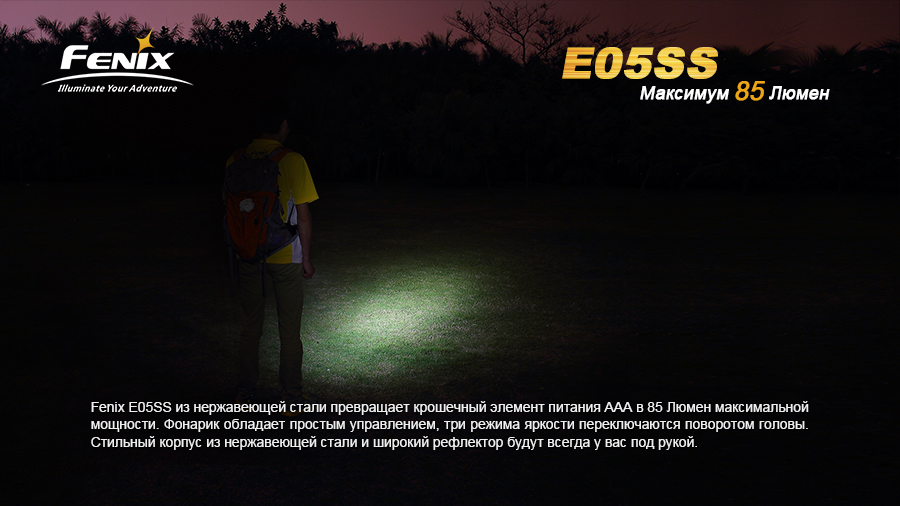 FENIX
Illuminate Your Adventure
E05SS
Максимум 85 Люмен
Fenix E05SS из нержавеющей стали превращает крошечный элемент питания ААА в 85 Люмен максимальной
мощности. Фонарик обладает простым управлением, три режима яркости переключаются поворотом головы.
Стильный корпус из нержавеющей стали и широкий рефлектор будут всегда у вас под рукой.